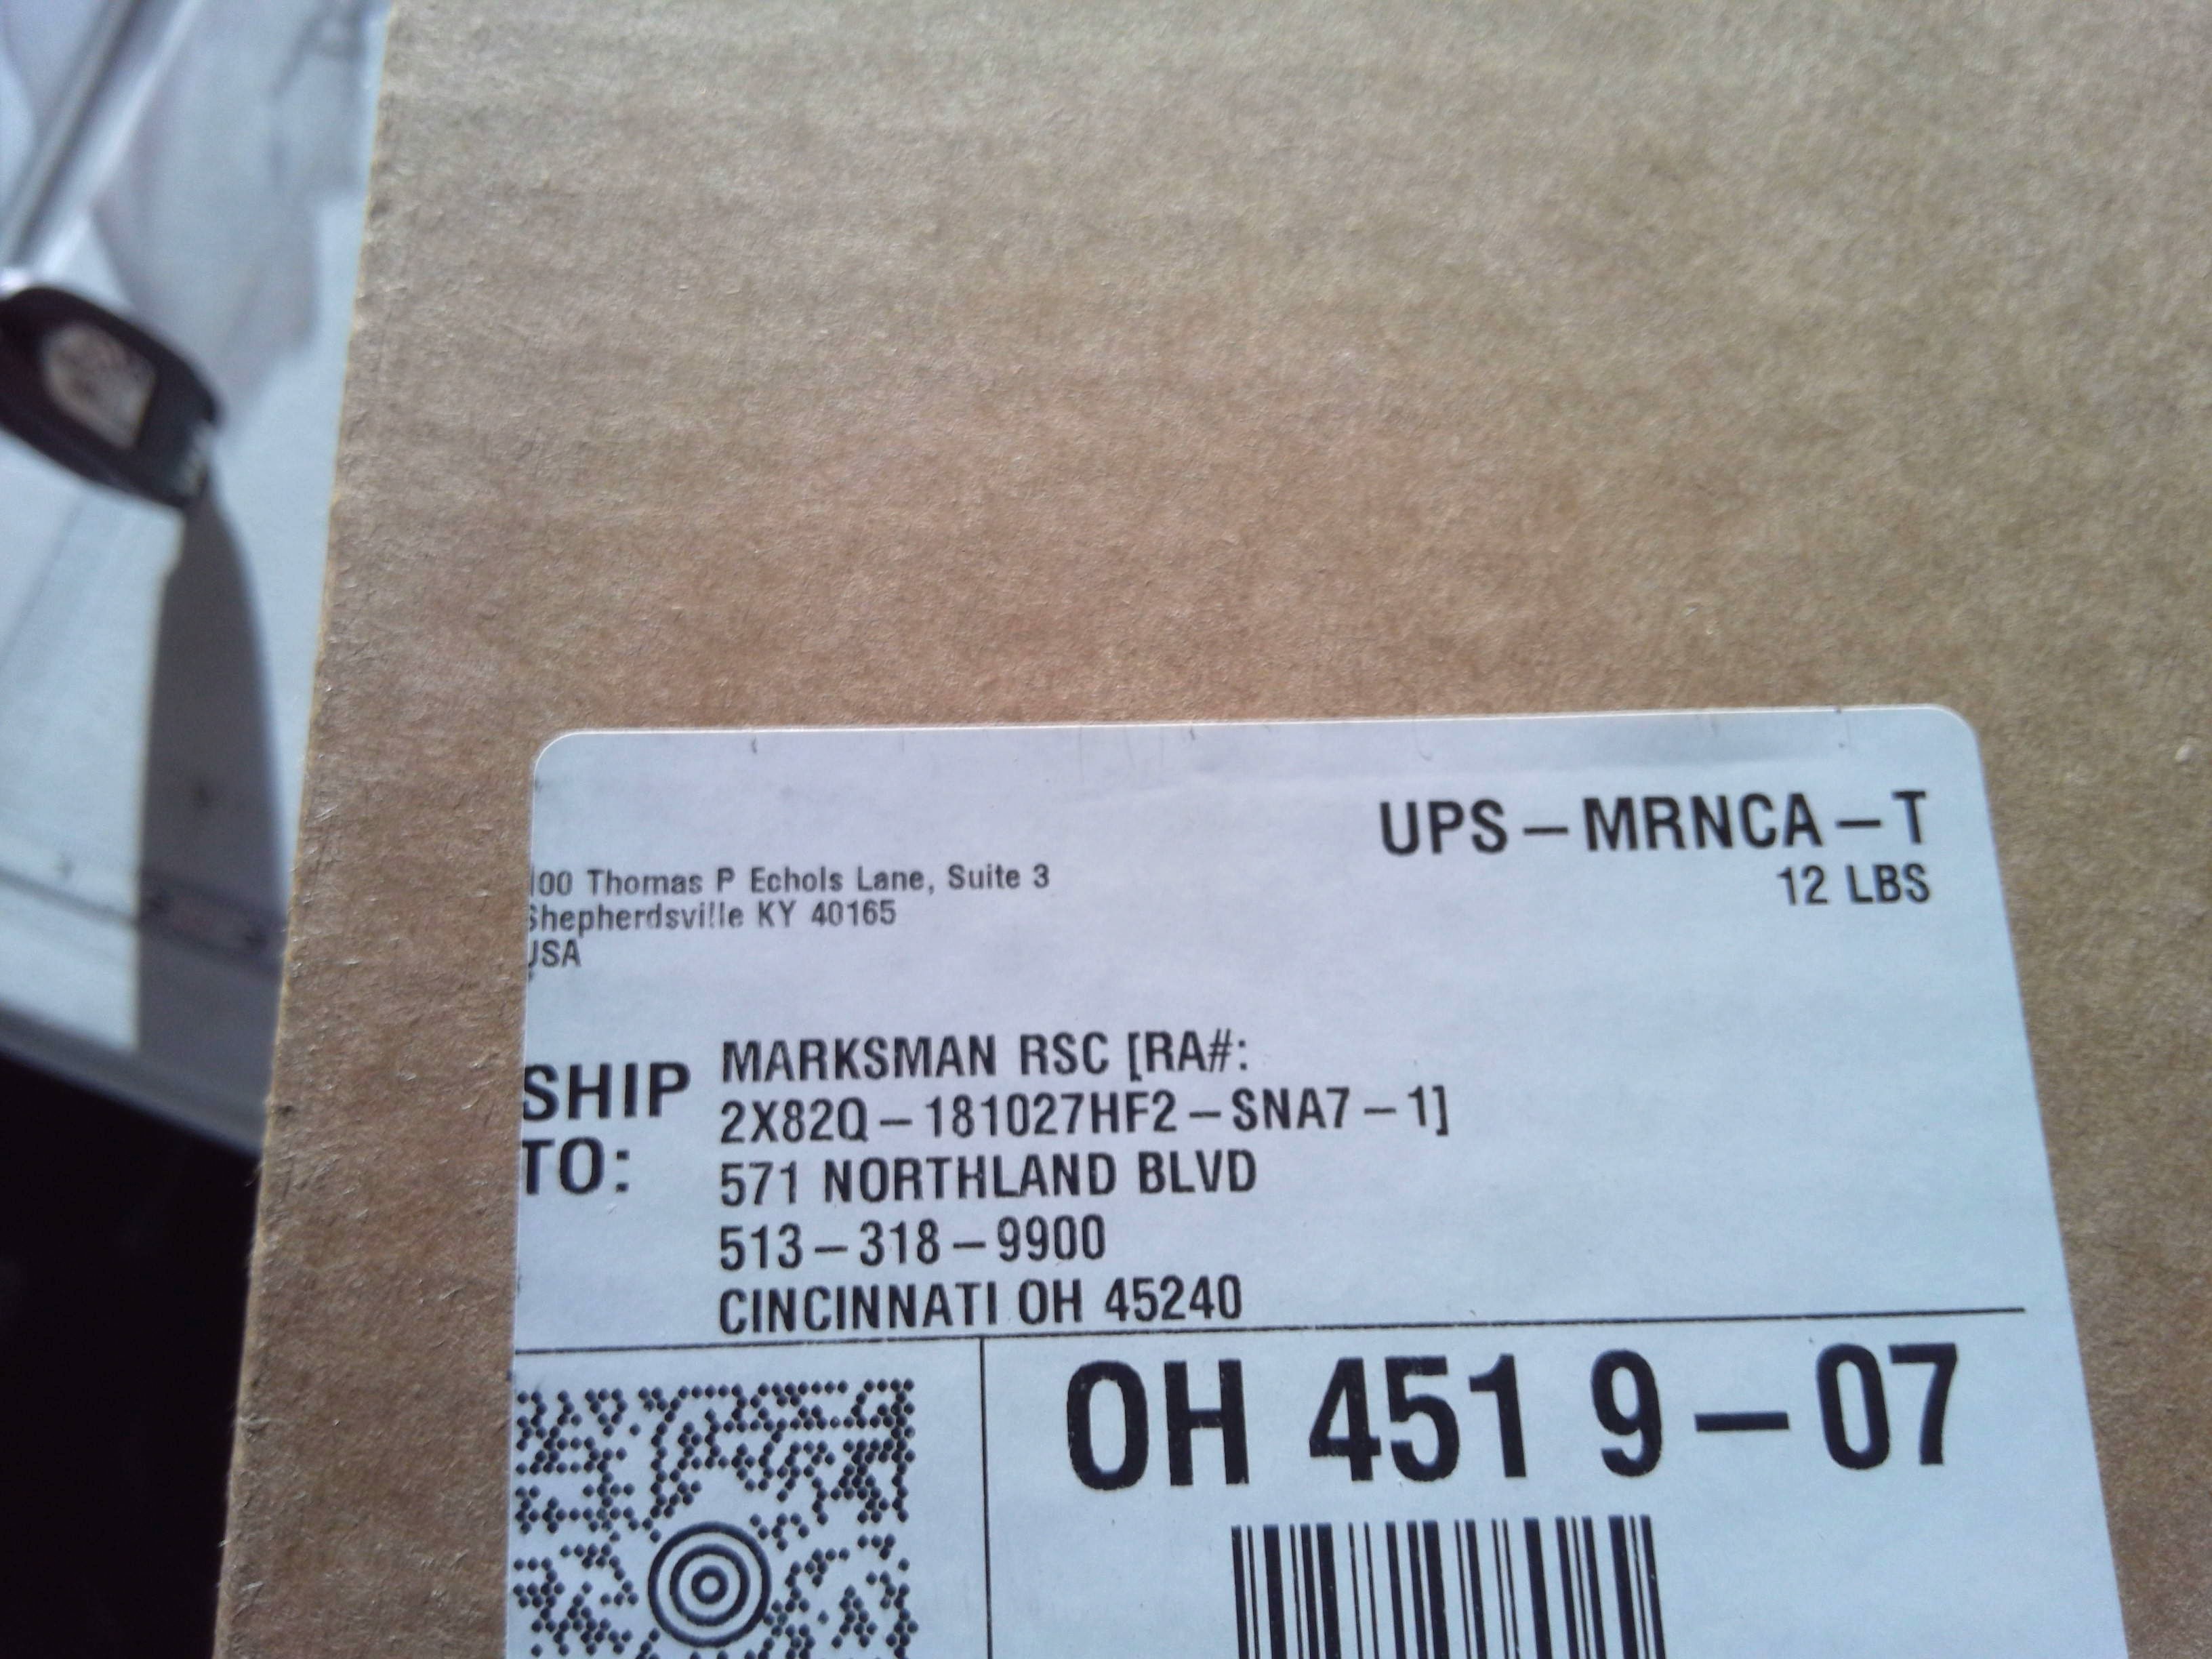 100 Thomas P Echols Lane, Suite 3
Shepherdsville KY 40165
USA
UPS-MRNCA-T
12 LBS
SHIP TO:
MARKSMAN RSC [RA#:
2X82Q-181027HF2-SNA7-1]
571 NORTHLAND BLVD
513-318-9900
CINCINNATI OH 45240
OH 451 9-07